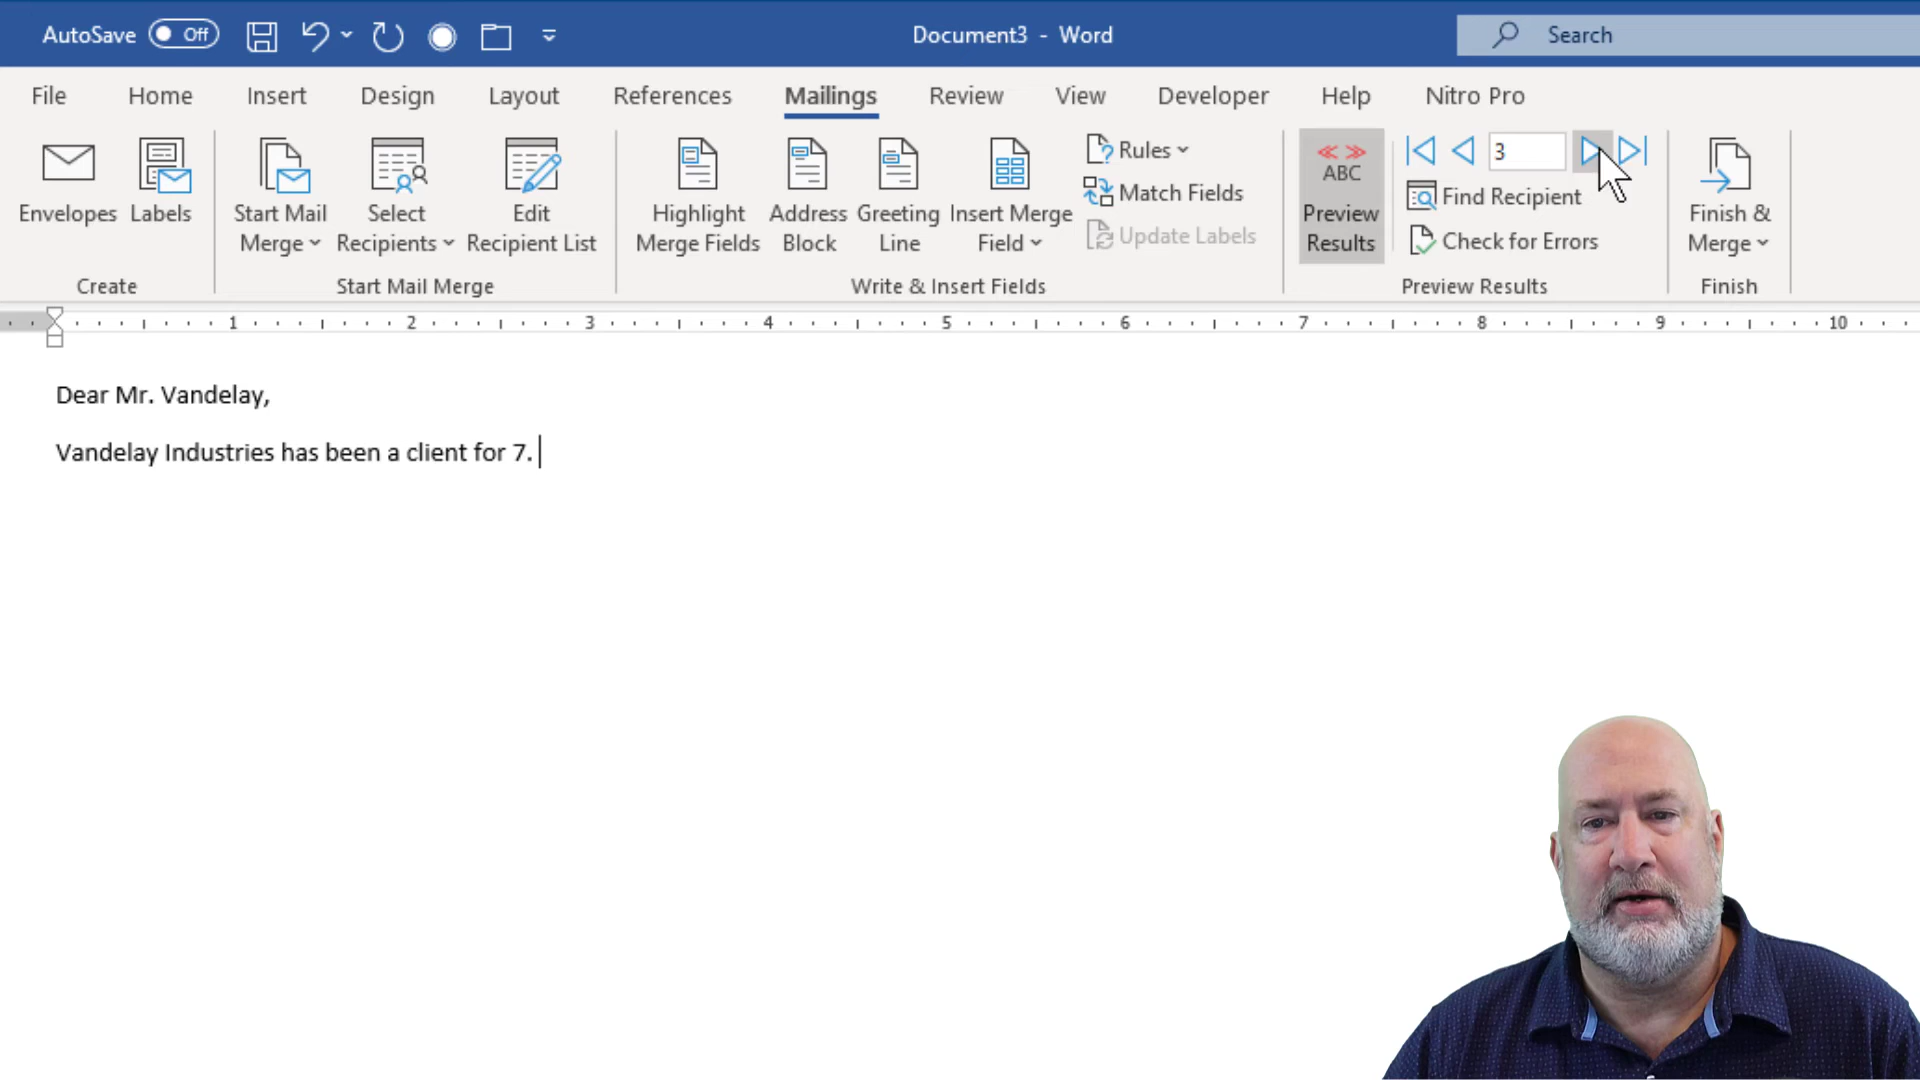 AutoSave Off Document3 - Word Search
File Home Insert Design Layout References Mailings Review View Developer Help Nitro Pro
Envelopes Labels
Create
Start Mail Merge
Select Recipients
Edit Recipient List
Start Mail Merge
Highlight Merge Fields
Address Block
Greeting Line
Insert Merge Field
Rules
Match Fields
Update Labels
Write & Insert Fields
ABC
Preview Results
3
Find Recipient
Check for Errors
Preview Results
Finish & Merge
Finish
1 2 3 4 5 6 7 8 9 10
Dear Mr. Vandelay,
Vandelay Industries has been a client for 7.